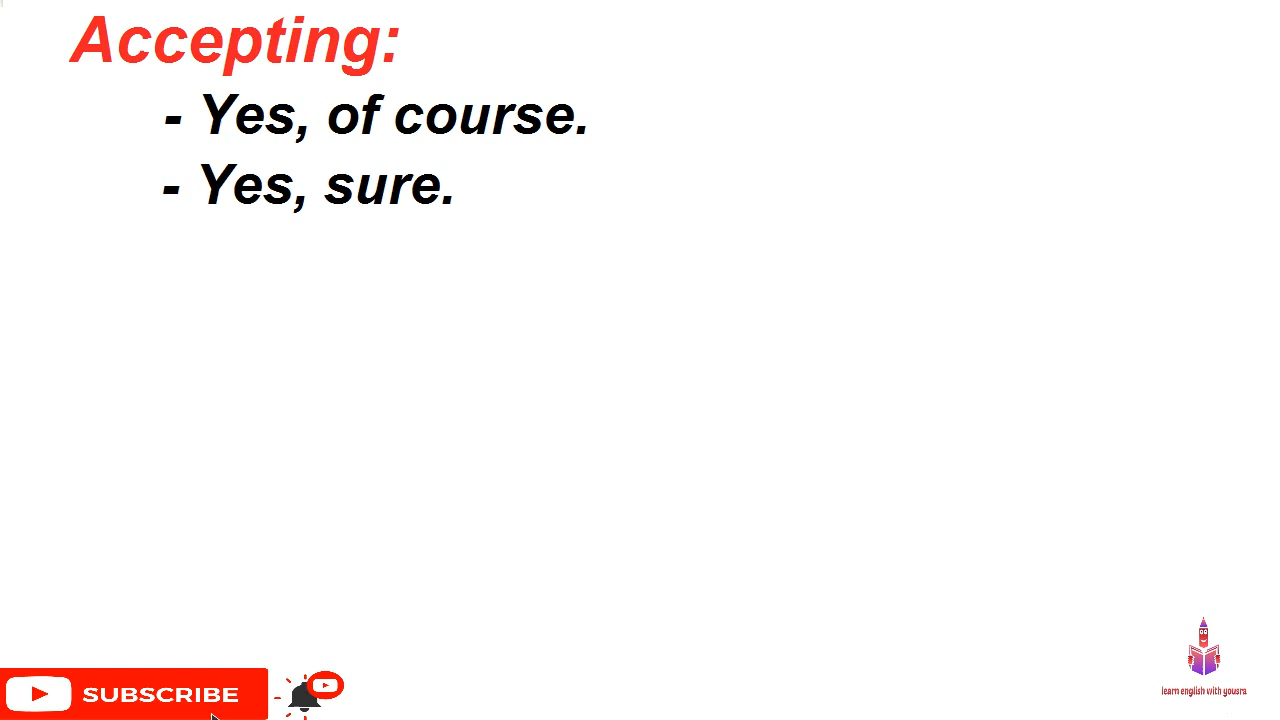 Accepting:
- Yes, of course.
- Yes, sure.
SUBSCRIBE
learn english with yousra